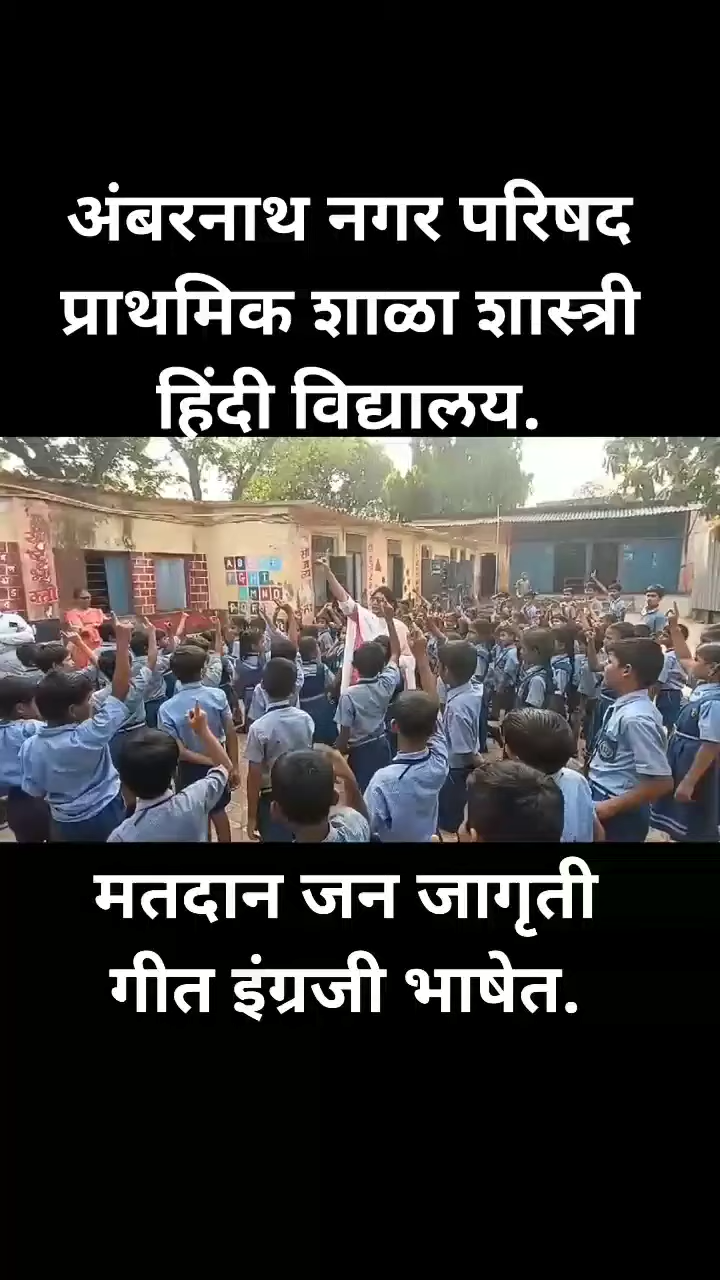 अंबरनाथ नगर परिषद
प्राथमिक शाळा शास्त्री
हिंदी विद्यालय.
मतदान जन जागृती
गीत इंग्रजी भाषेत.